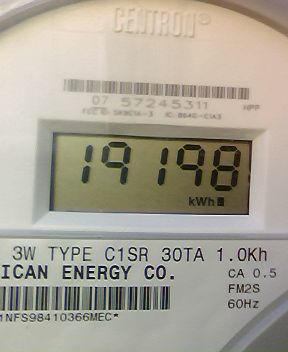 CENTRON®
07 57245311 HPP
19198
kWh
3W TYPE C1SR 30TA 1.0Kh
ICAN ENERGY CO. CA 0.5
FM2S
60Hz
1NFS98410366MEC*